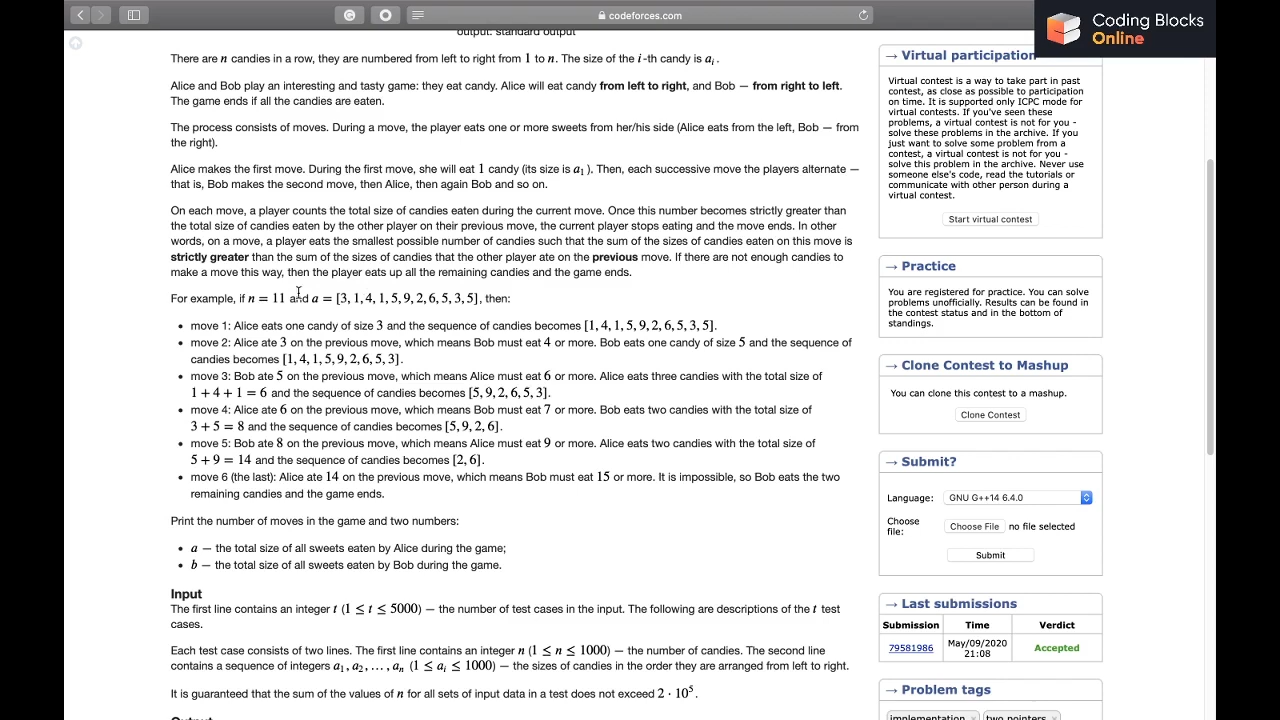 codeforces.com
Coding Blocks
Online
output: standard output
There are n candies in a row, they are numbered from left to right from 1 to n. The size of the i-th candy is aᵢ.
Alice and Bob play an interesting and tasty game: they eat candy. Alice will eat candy from left to right, and Bob — from right to left.
The game ends if all the candies are eaten.
The process consists of moves. During a move, the player eats one or more sweets from her/his side (Alice eats from the left, Bob — from
the right).
Alice makes the first move. During the first move, she will eat 1 candy (its size is a₁). Then, each successive move the players alternate —
that is, Bob makes the second move, then Alice, then again Bob and so on.
On each move, a player counts the total size of candies eaten during the current move. Once this number becomes strictly greater than
the total size of candies eaten by the other player on their previous move, the current player stops eating and the move ends. In other
words, on a move, a player eats the smallest possible number of candies such that the sum of the sizes of candies eaten on this move is
strictly greater than the sum of the sizes of candies that the other player ate on the previous move. If there are not enough candies to
make a move this way, then the player eats up all the remaining candies and the game ends.
For example, if n = 11 and a = [3, 1, 4, 1, 5, 9, 2, 6, 5, 3, 5], then:
• move 1: Alice eats one candy of size 3 and the sequence of candies becomes [1, 4, 1, 5, 9, 2, 6, 5, 3, 5].
• move 2: Alice ate 3 on the previous move, which means Bob must eat 4 or more. Bob eats one candy of size 5 and the sequence of
candies becomes [1, 4, 1, 5, 9, 2, 6, 5, 3].
• move 3: Bob ate 5 on the previous move, which means Alice must eat 6 or more. Alice eats three candies with the total size of
1 + 4 + 1 = 6 and the sequence of candies becomes [5, 9, 2, 6, 5, 3].
• move 4: Alice ate 6 on the previous move, which means Bob must eat 7 or more. Bob eats two candies with the total size of
3 + 5 = 8 and the sequence of candies becomes [5, 9, 2, 6].
• move 5: Bob ate 8 on the previous move, which means Alice must eat 9 or more. Alice eats two candies with the total size of
5 + 9 = 14 and the sequence of candies becomes [2, 6].
• move 6 (the last): Alice ate 14 on the previous move, which means Bob must eat 15 or more. It is impossible, so Bob eats the two
remaining candies and the game ends.
Print the number of moves in the game and two numbers:
• a — the total size of all sweets eaten by Alice during the game;
• b — the total size of all sweets eaten by Bob during the game.
Input
The first line contains an integer t (1 ≤ t ≤ 5000) — the number of test cases in the input. The following are descriptions of the t test
cases.
Each test case consists of two lines. The first line contains an integer n (1 ≤ n ≤ 1000) — the number of candies. The second line
contains a sequence of integers a₁, a₂, …, aₙ (1 ≤ aᵢ ≤ 1000) — the sizes of candies in the order they are arranged from left to right.
It is guaranteed that the sum of the values of n for all sets of input data in a test does not exceed 2 · 10⁵.
Output
→ Virtual participation
Virtual contest is a way to take part in past
contest, as close as possible to participation
on time. It is supported only ICPC mode for
virtual contests. If you've seen these
problems, a virtual contest is not for you -
solve these problems in the archive. If you
just want to solve some problem from a
contest, a virtual contest is not for you -
solve this problem in the archive. Never use
someone else's code, read the tutorials or
communicate with other person during a
virtual contest.
Start virtual contest
→ Practice
You are registered for practice. You can solve
problems unofficially. Results can be found in
the contest status and in the bottom of
standings.
→ Clone Contest to Mashup
You can clone this contest to a mashup.
Clone Contest
→ Submit?
Language: GNU G++14 6.4.0
Choose
file: Choose File no file selected
Submit
→ Last submissions
Submission Time Verdict
79581986 May/09/2020
21:08 Accepted
→ Problem tags
implementation × two pointers ×